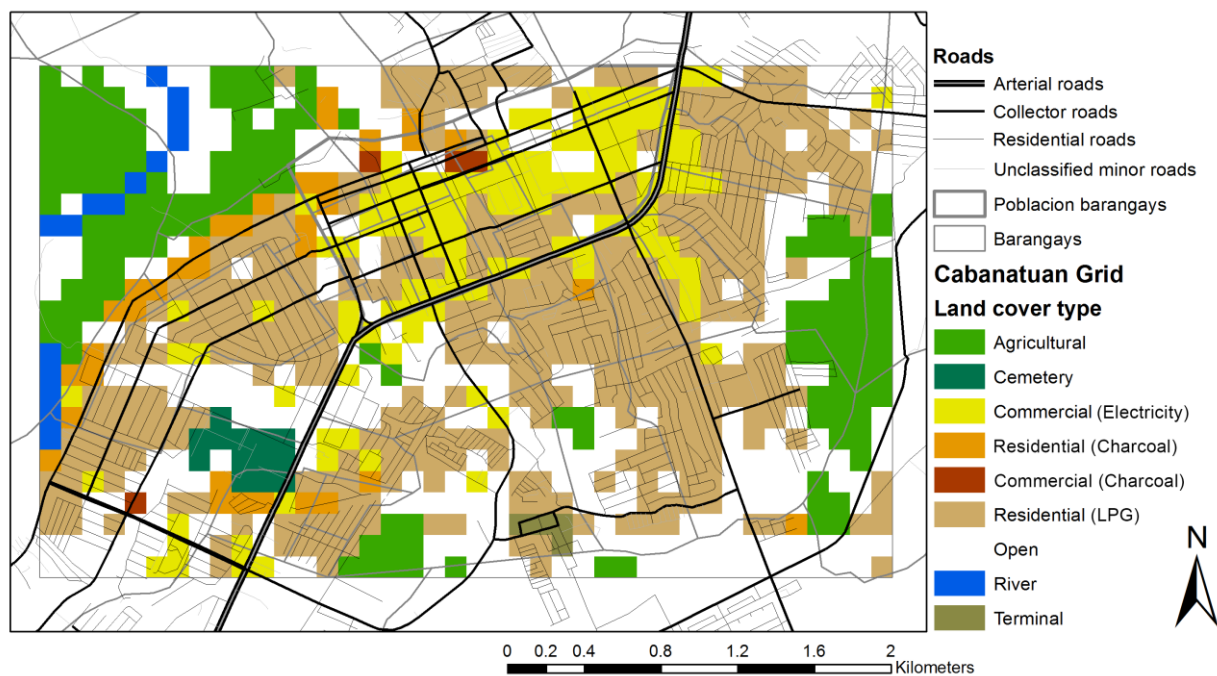 Roads
Arterial roads
Collector roads
Residential roads
Unclassified minor roads
Poblacion barangays
Barangays
Cabanatuan Grid
Land cover type
Agricultural
Cemetery
Commercial (Electricity)
Residential (Charcoal)
Commercial (Charcoal)
Residential (LPG)
Open
River
Terminal
N
0 0.2 0.4 0.8 1.2 1.6 2
Kilometers